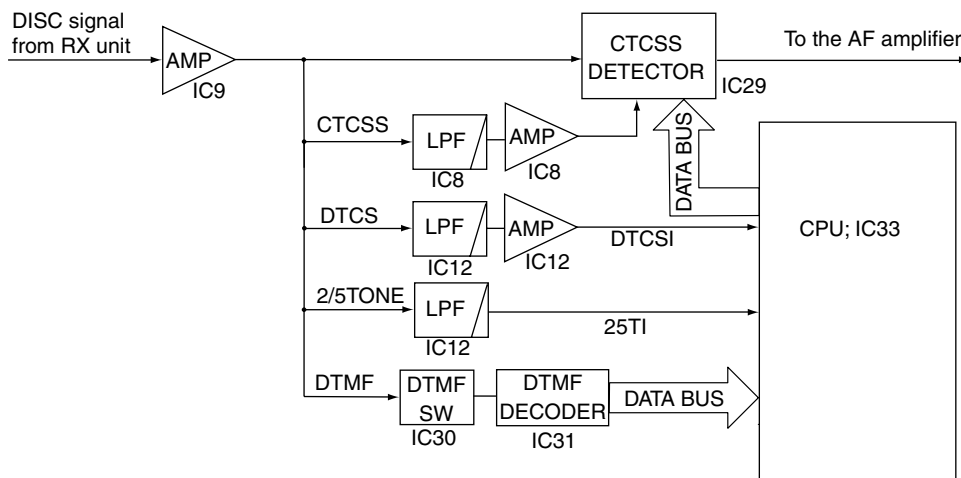 DISC signal
from RX unit
AMP
IC9
CTCSS
DETECTOR
IC29
To the AF amplifier
CTCSS
LPF
IC8
AMP
IC8
DATA BUS
DTCS
LPF
IC12
AMP
IC12
DTCSI
CPU; IC33
2/5TONE
LPF
IC12
25TI
DTMF
DTMF
SW
IC30
DTMF
DECODER
IC31
DATA BUS